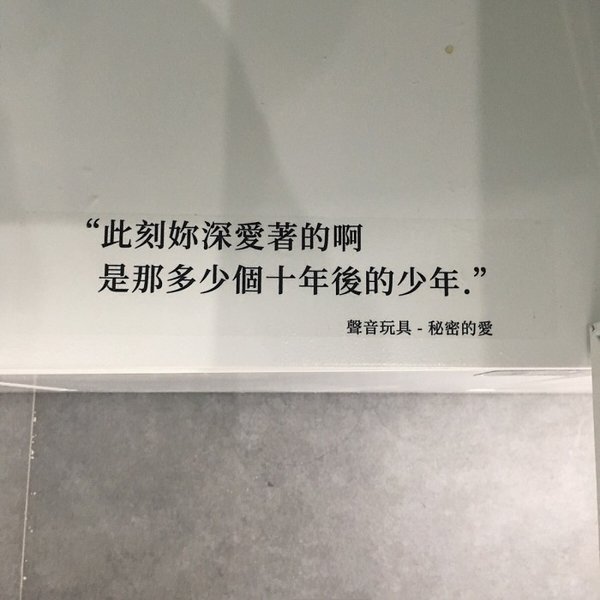 “此刻妳深愛著的啊
是那多少個十年後的少年.”
聲音玩具 - 秘密的愛